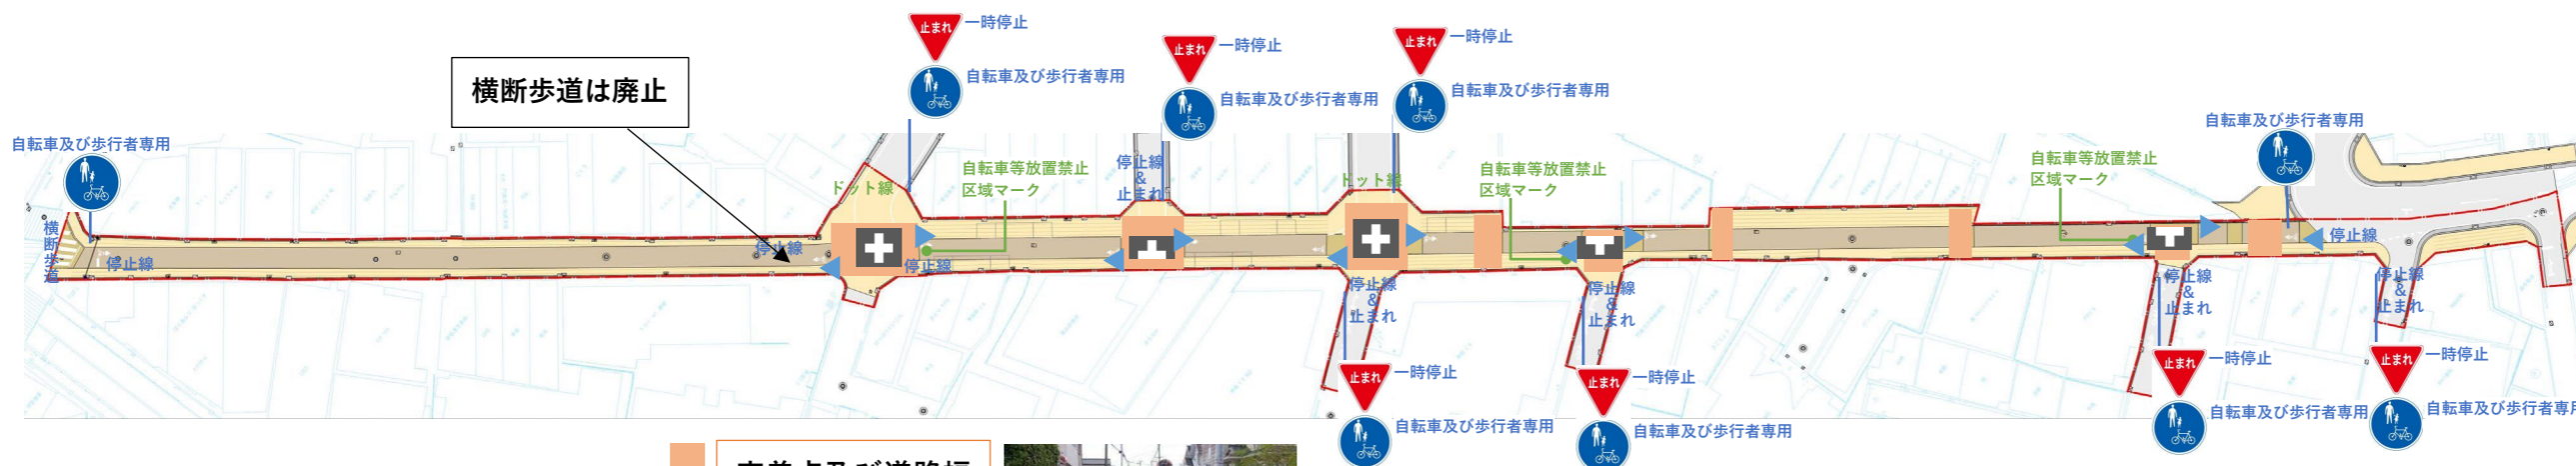 止まれ
一時停止
自転車及び歩行者専用
止まれ
一時停止
自転車及び歩行者専用
止まれ
一時停止
自転車及び歩行者専用
横断歩道は廃止
自転車及び歩行者専用
自転車及び歩行者専用
横断歩道
停止線
停止線
ドット線
停止線
自転車等放置禁止
区域マーク
停止線
&
止まれ
ドット線
自転車等放置禁止
区域マーク
自転車等放置禁止
区域マーク
停止線
停止線
&
止まれ
停止線
&
止まれ
停止線
&
止まれ
停止線
&
止まれ
止まれ
一時停止
自転車及び歩行者専用
止まれ
一時停止
自転車及び歩行者専用
止まれ
一時停止
自転車及び歩行者専用
止まれ
一時停止
自転車及び歩行者専用